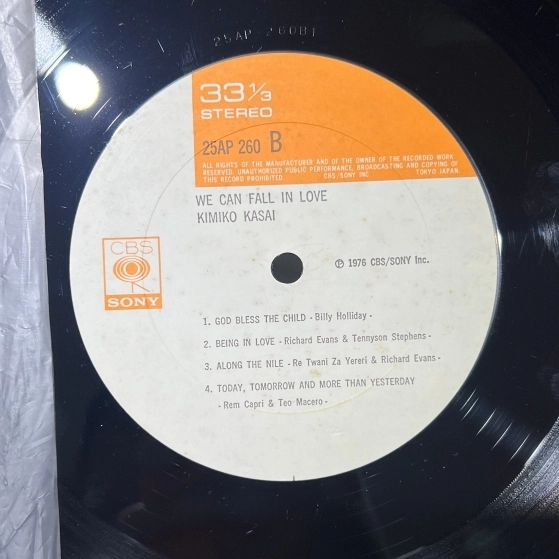 25AP 260B1
33 1/3
STEREO
25AP 260 B
ALL RIGHTS OF THE MANUFACTURER AND OF THE OWNER OF THE RECORDED WORK
RESERVED. UNAUTHORIZED PUBLIC PERFORMANCE, BROADCASTING AND COPYING OF
THIS RECORD PROHIBITED. CBS/SONY INC. TOKYO JAPAN.
WE CAN FALL IN LOVE
KIMIKO KASAI
CBS
SONY
℗ 1976 CBS/SONY Inc.
1. GOD BLESS THE CHILD - Billy Holliday -
2. BEING IN LOVE - Richard Evans & Tennyson Stephens -
3. ALONG THE NILE - Re Twani Za Yereri & Richard Evans -
4. TODAY, TOMORROW AND MORE THAN YESTERDAY
- Rem Capri & Teo Macero -